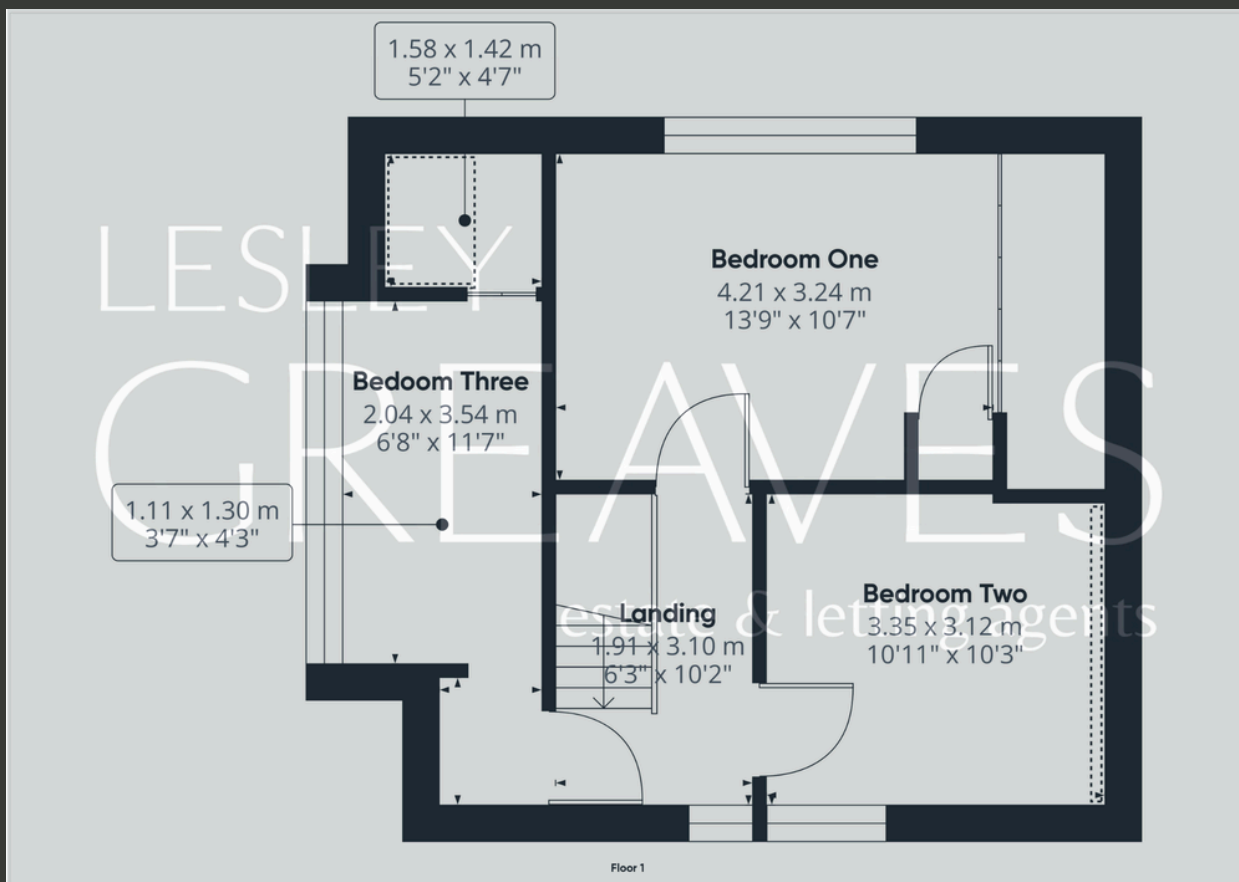 1.58 x 1.42 m
5'2" x 4'7"
LESLEY
GREAVES
estate & letting agents
Bedroom One
4.21 x 3.24 m
13'9" x 10'7"
Bedoom Three
2.04 x 3.54 m
6'8" x 11'7"
1.11 x 1.30 m
3'7" x 4'3"
Landing
1.91 x 3.10 m
6'3" x 10'2"
Bedroom Two
3.35 x 3.12 m
10'11" x 10'3"
Floor 1